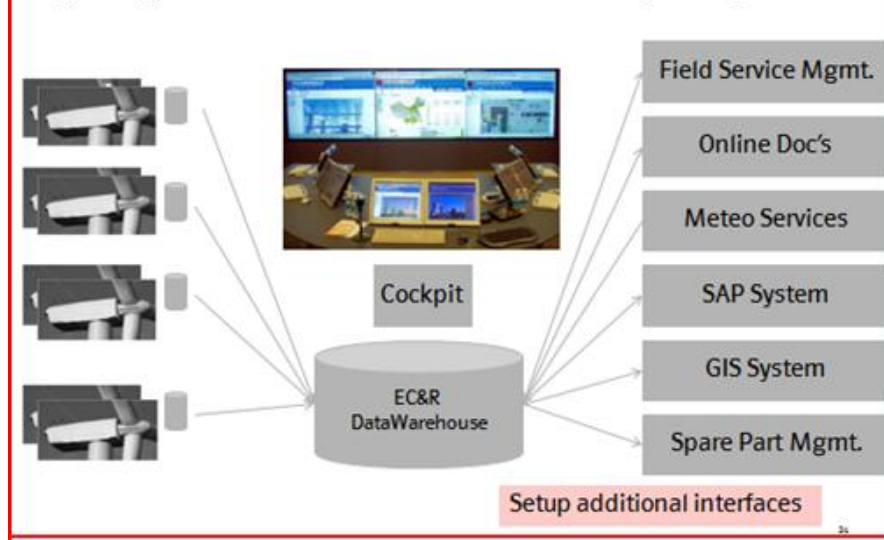 Field Service Mgmt.
Online Doc's
Meteo Services
Cockpit
SAP System
GIS System
EC&R
DataWarehouse
Spare Part Mgmt.
Setup additional interfaces